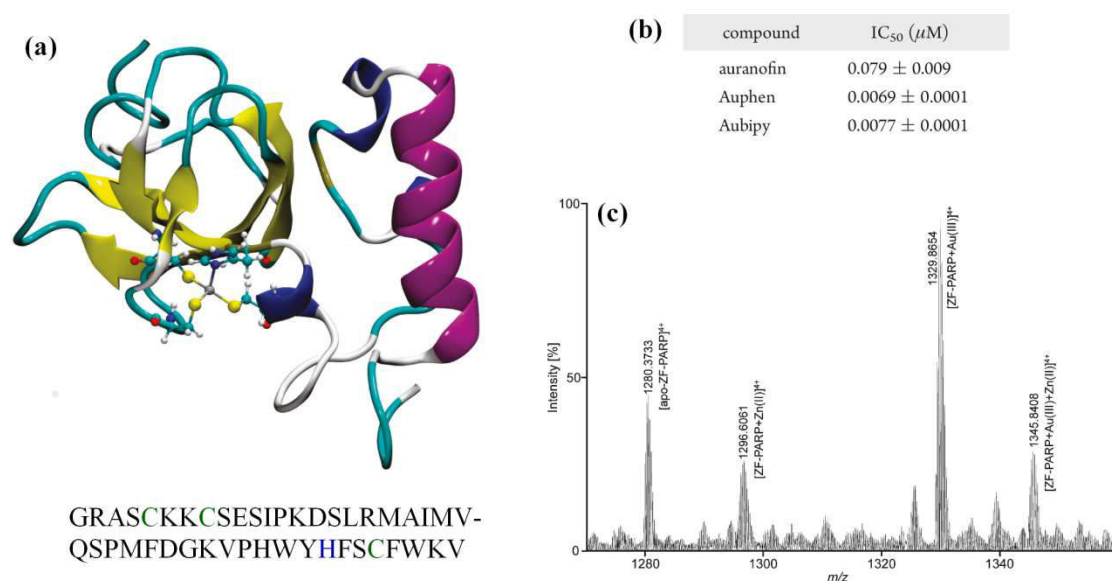 (a)
GRASCKKCSESIPKDSLRMAIMV-
QSPMFDGKVPHWYHFSCFWKV
(b)
compound IC50 (μM)
auranofin 0.079 ± 0.009
Auphen 0.0069 ± 0.0001
Aubipy 0.0077 ± 0.0001
(c)
Intensity [%]
100
50
0
1280.3733
[apo-ZF-PARP]4+
1296.6061
[ZF-PARP+Zn(II)]4+
1329.8654
[ZF-PARP+Au(III)]4+
1345.8408
[ZF-PARP+Au(III)+Zn(II)]4+
1280 1300 1320 1340
m/z